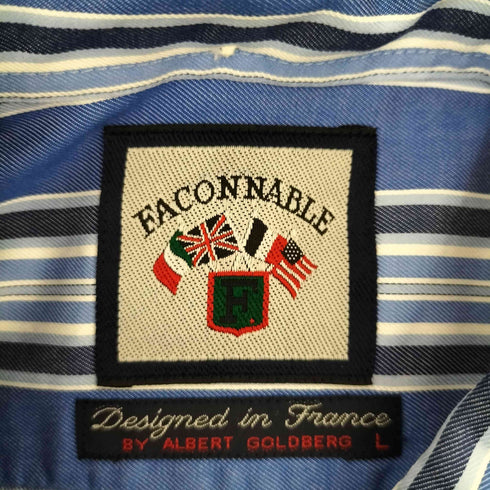 FACONNABLE
F
Designed in France
BY ALBERT GOLDBERG L